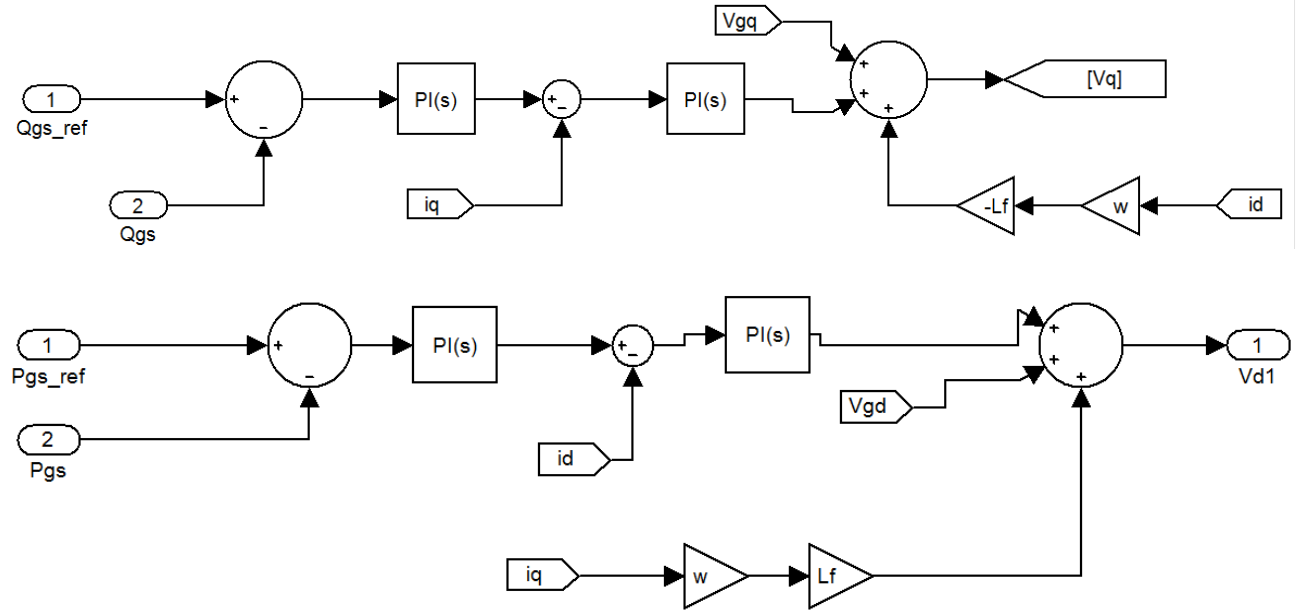 Vgq
+
+
+
[Vq]
1
Qgs_ref
+
-
PI(s)
+
-
PI(s)
2
Qgs
iq
-Lf
w
id
1
Pgs_ref
+
-
PI(s)
+
-
PI(s)
+
+
+
1
Vd1
2
Pgs
id
Vgd
iq
w
Lf